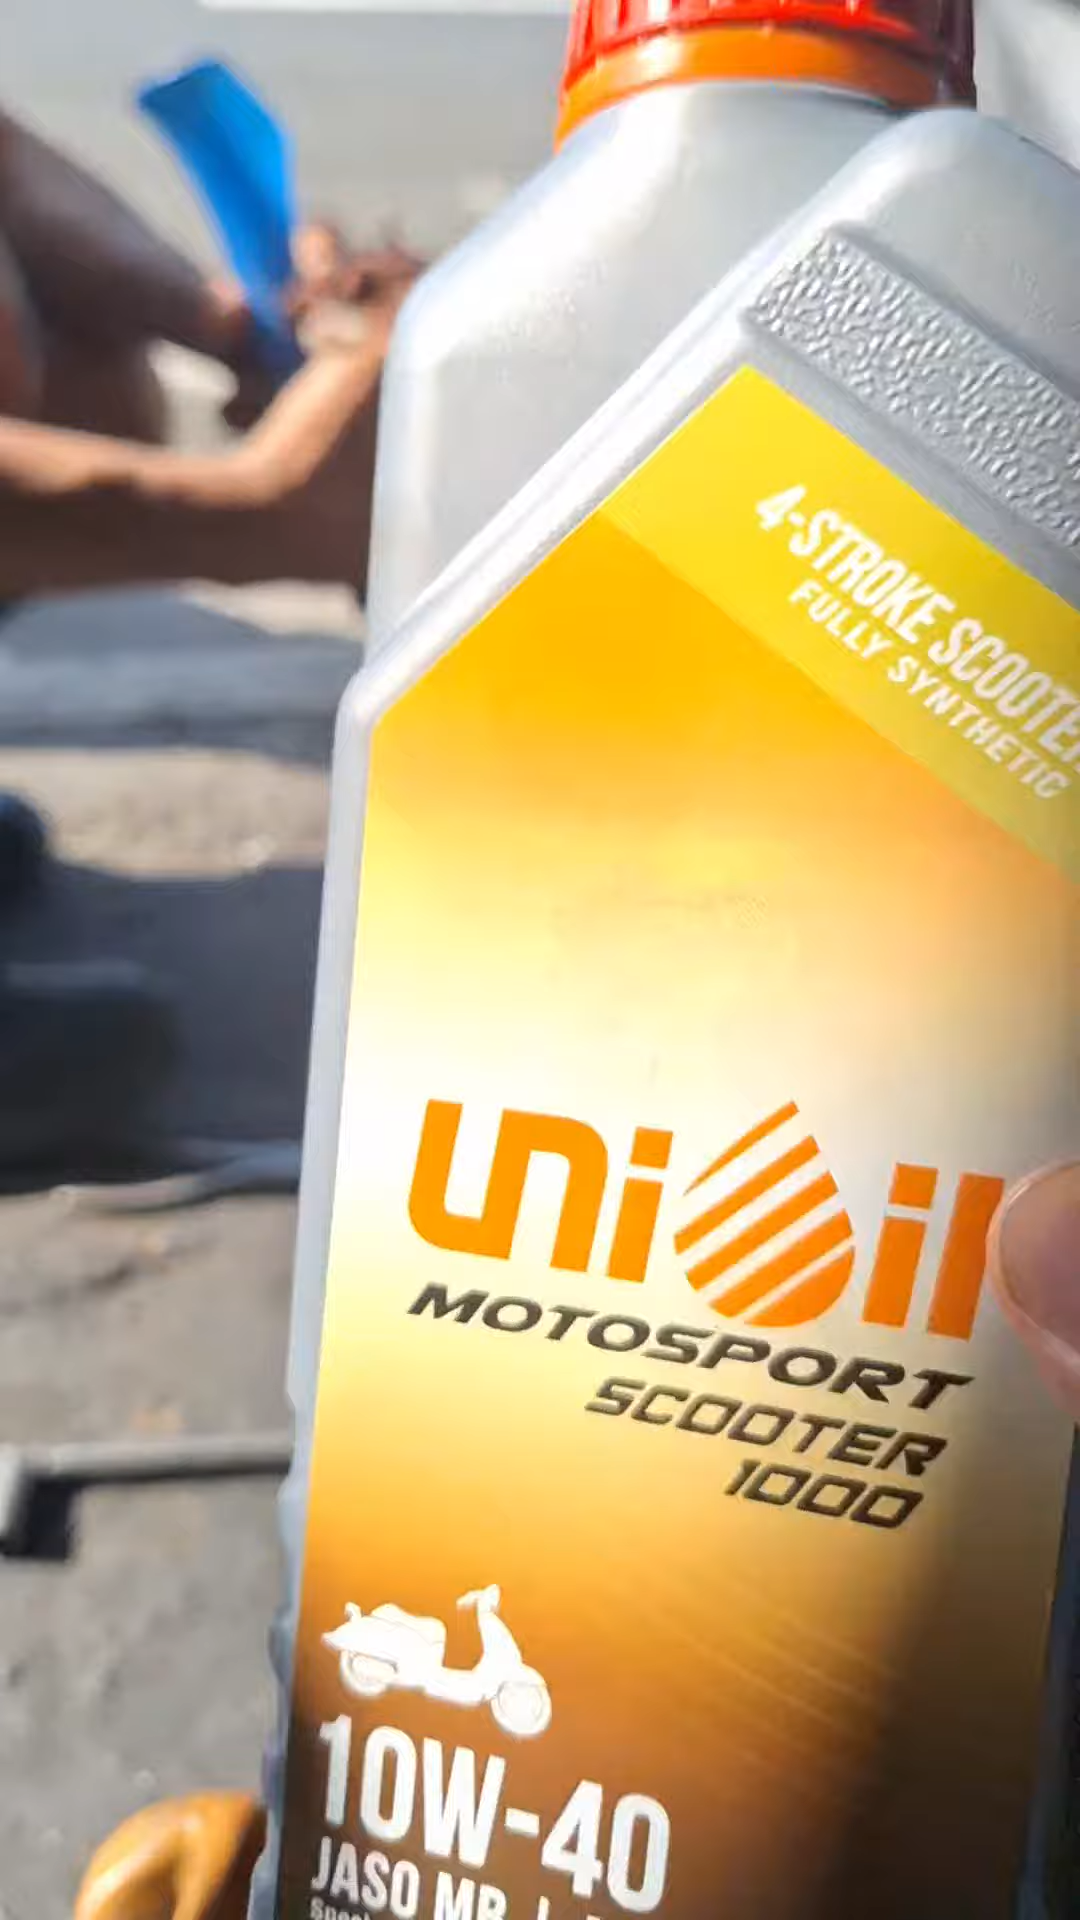 4-STROKE SCOOTER
FULLY SYNTHETIC
unioil
MOTOSPORT
SCOOTER
1000
10W-40
JASO MB